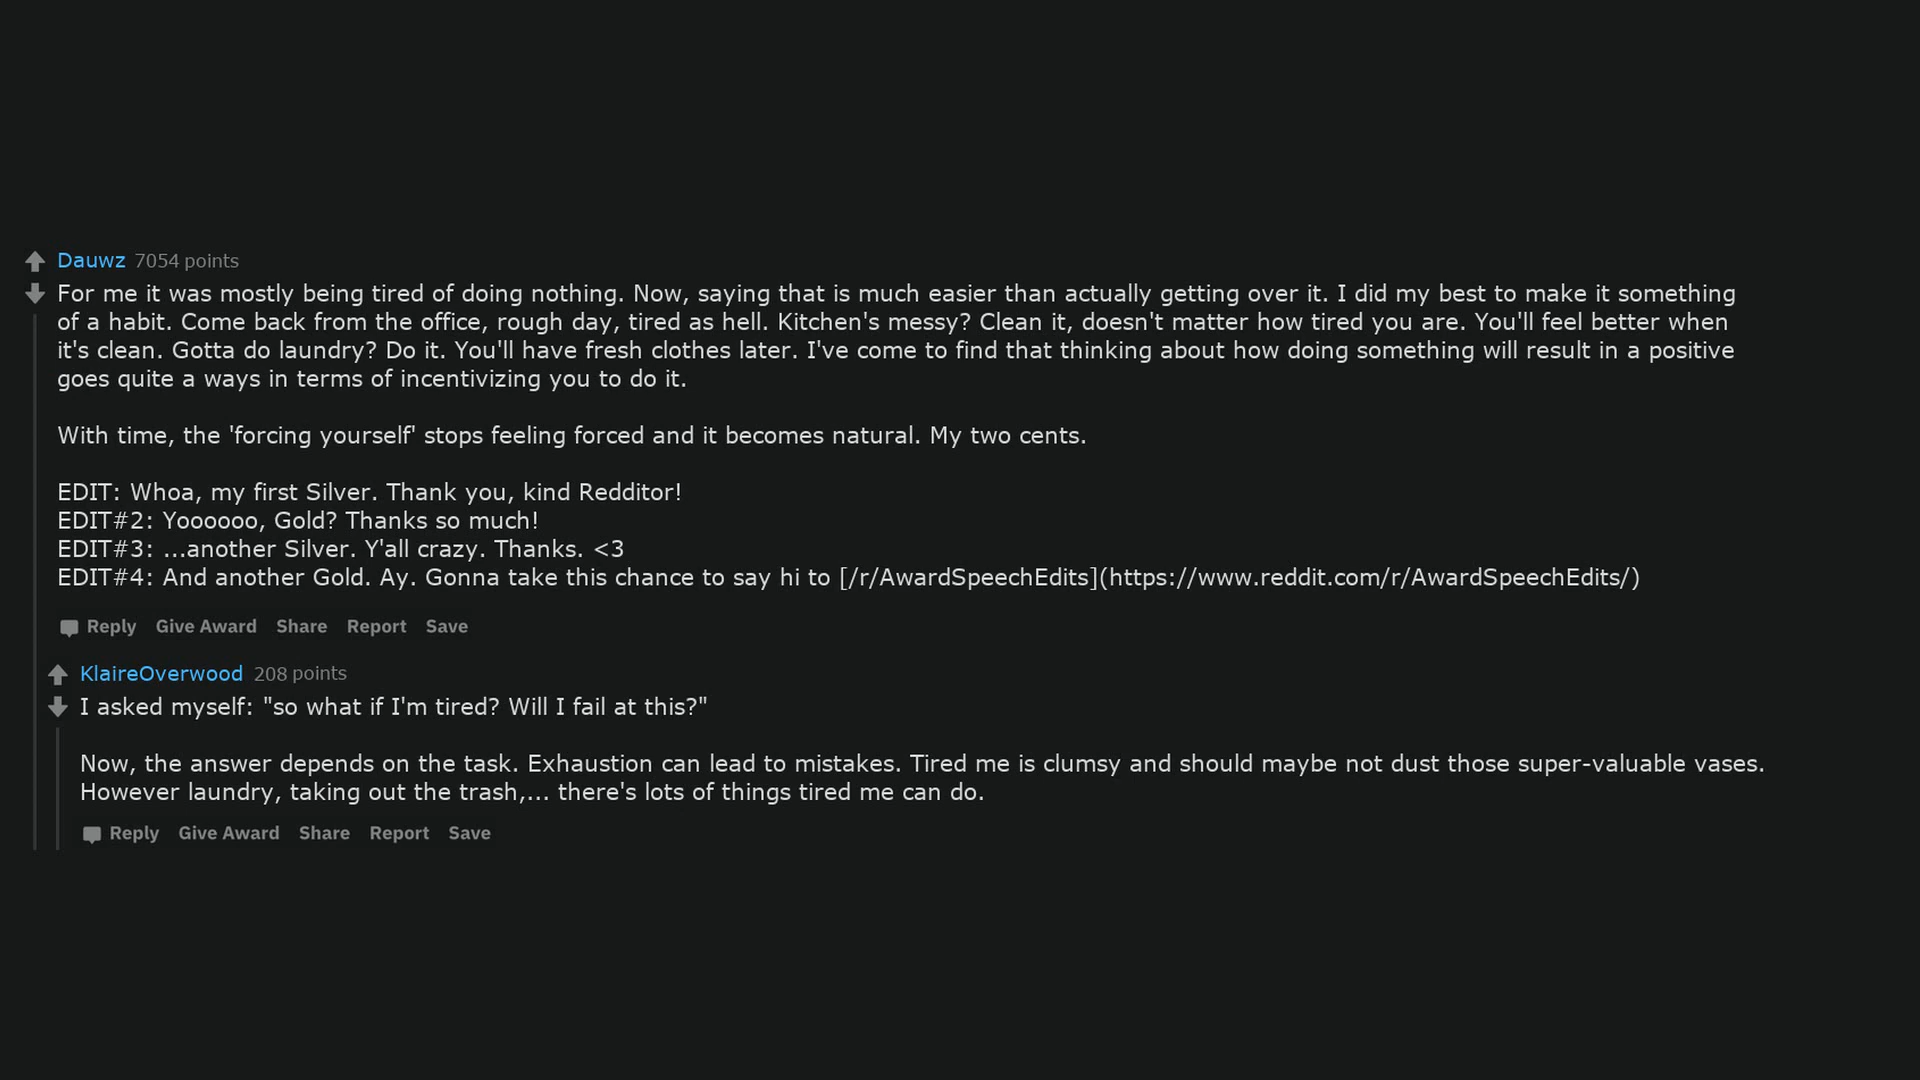 Dauwz 7054 points
For me it was mostly being tired of doing nothing. Now, saying that is much easier than actually getting over it. I did my best to make it something
of a habit. Come back from the office, rough day, tired as hell. Kitchen's messy? Clean it, doesn't matter how tired you are. You'll feel better when
it's clean. Gotta do laundry? Do it. You'll have fresh clothes later. I've come to find that thinking about how doing something will result in a positive
goes quite a ways in terms of incentivizing you to do it.
With time, the 'forcing yourself' stops feeling forced and it becomes natural. My two cents.
EDIT: Whoa, my first Silver. Thank you, kind Redditor!
EDIT#2: Yoooooo, Gold? Thanks so much!
EDIT#3: ...another Silver. Y'all crazy. Thanks. <3
EDIT#4: And another Gold. Ay. Gonna take this chance to say hi to [/r/AwardSpeechEdits](https://www.reddit.com/r/AwardSpeechEdits/)
Reply Give Award Share Report Save
KlaireOverwood 208 points
I asked myself: "so what if I'm tired? Will I fail at this?"
Now, the answer depends on the task. Exhaustion can lead to mistakes. Tired me is clumsy and should maybe not dust those super-valuable vases.
However laundry, taking out the trash,... there's lots of things tired me can do.
Reply Give Award Share Report Save